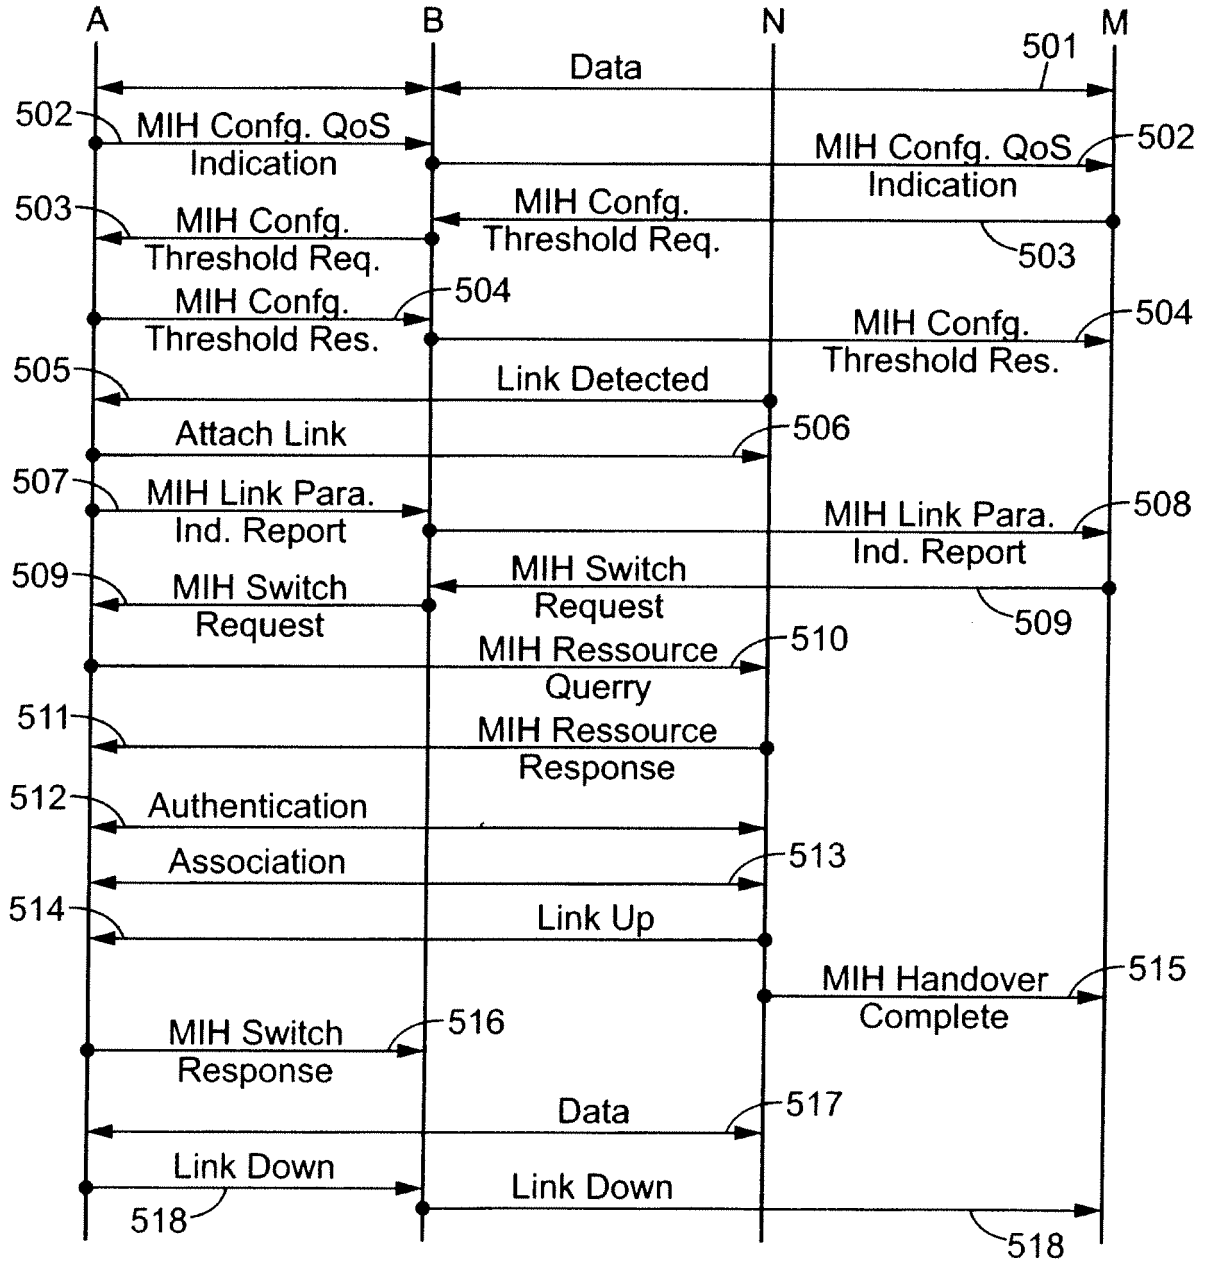 A B N M
Data 501
502 MIH Confg. QoS
Indication
MIH Confg. QoS 502
Indication
503 MIH Confg.
Threshold Req.
MIH Confg.
Threshold Req. 503
MIH Confg. 504
Threshold Res.
MIH Confg. 504
Threshold Res.
505 Link Detected
Attach Link 506
507 MIH Link Para.
Ind. Report
MIH Link Para. 508
Ind. Report
509 MIH Switch
Request
MIH Switch
Request 509
MIH Ressource 510
Querry
511 MIH Ressource
Response
512 Authentication
Association 513
514 Link Up
MIH Handover 515
Complete
MIH Switch 516
Response
Data 517
Link Down
518
Link Down
518